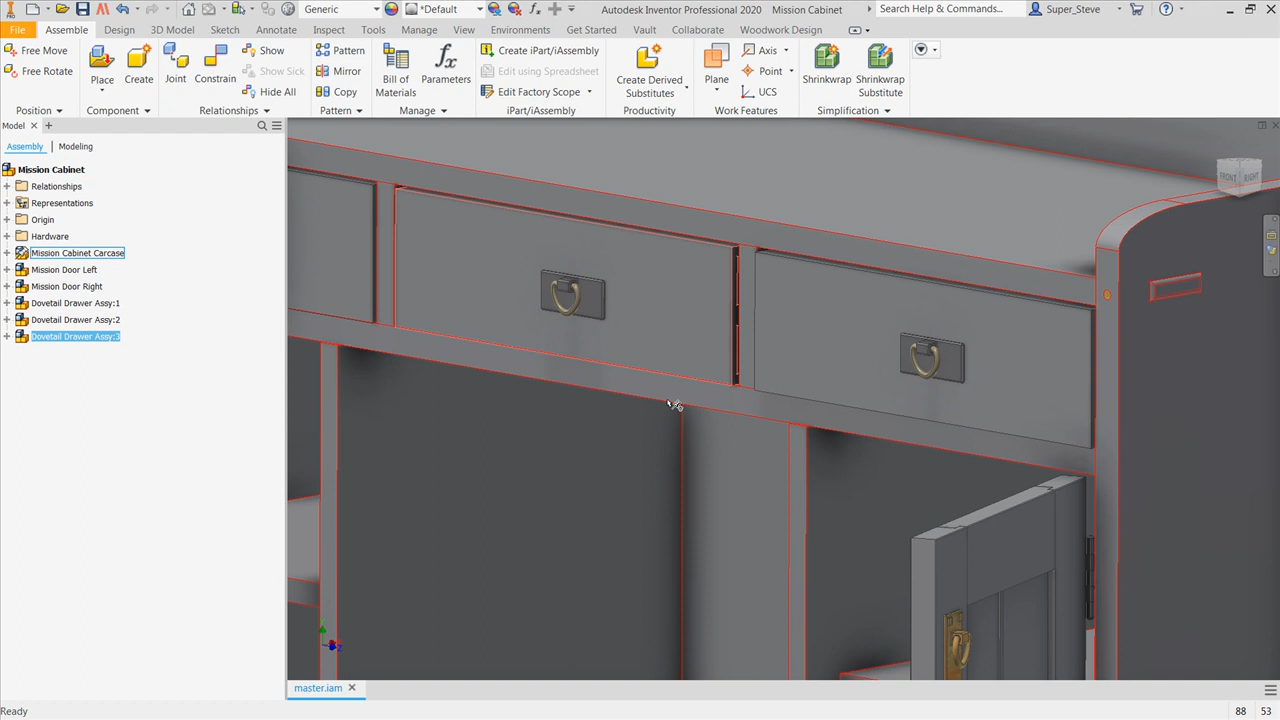 PRO
Generic
*Default
Autodesk Inventor Professional 2020   Mission Cabinet
Search Help & Commands...
Super_Steve
File
Assemble
Design
3D Model
Sketch
Annotate
Inspect
Tools
Manage
View
Environments
Get Started
Vault
Collaborate
Woodwork Design
Free Move
Free Rotate
Position
Place
Create
Component
Joint
Constrain
Show
Show Sick
Hide All
Relationships
Pattern
Mirror
Copy
Pattern
Bill of
Materials
fx
Parameters
Manage
Create iPart/iAssembly
Edit using Spreadsheet
Edit Factory Scope
iPart/iAssembly
Create Derived
Substitutes
Productivity
Plane
Axis
Point
UCS
Work Features
Shrinkwrap
Shrinkwrap
Substitute
Simplification
Model
Assembly | Modeling
Mission Cabinet
Relationships
Representations
Origin
Hardware
Mission Cabinet Carcase
Mission Door Left
Mission Door Right
Dovetail Drawer Assy:1
Dovetail Drawer Assy:2
Dovetail Drawer Assy:3
FRONT
RIGHT
Z
master.iam
Ready
88
53